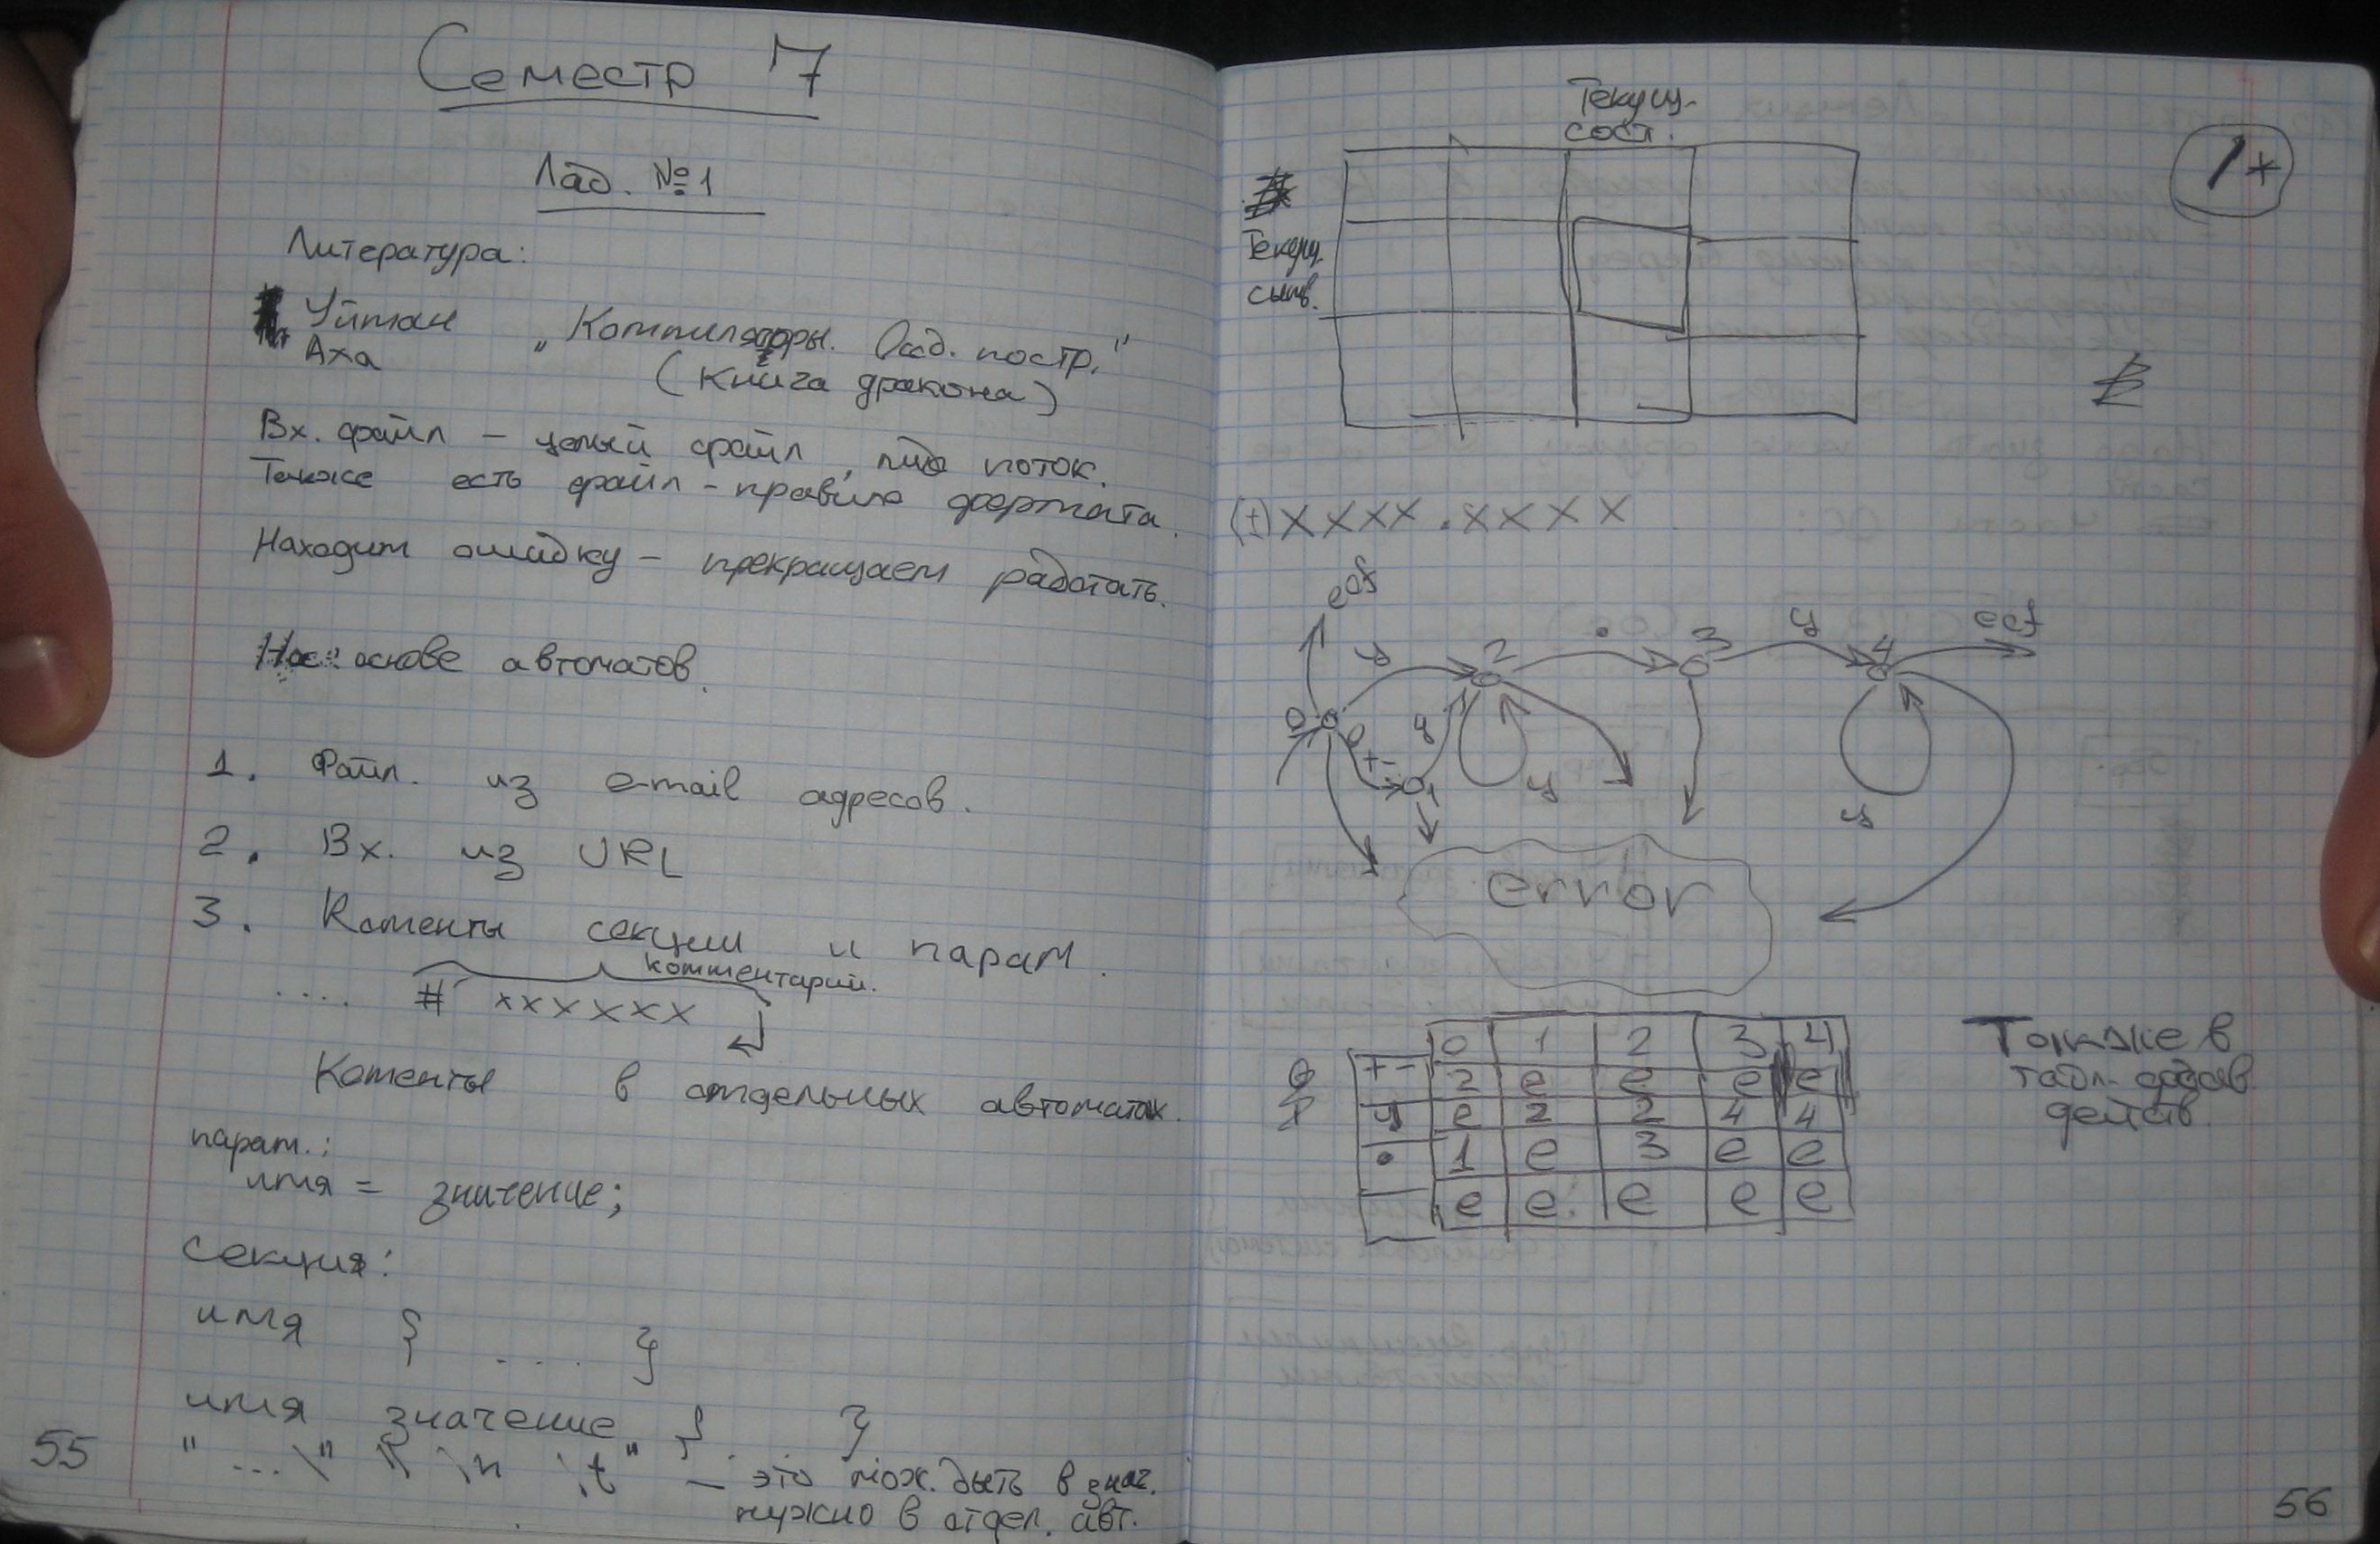 Семестр 7
Лаб. №1
Литература:
Уйтман
Аха
„Компиляторы. Осод. постр."
(Книга дракона)
Вх. файл – целый файл, либо поток.
Также есть файл - правило формата.
Находит ошибку – прекращаем работать.
На основе автоматов.
1. Файл. из e-mail адресов.
2. Вх. из URL
3. Коменты секции и парам.
комментарий.
.... # xxxxxx
Коменты в отдельных автоматах.
парам.:
имя = значение;
секция:
имя { .... }
имя значение { . . }
"...\" \\ \n \t" – это мож. быть в знач.
нужно в отдел. авт.
55
Текущ.
сост.
1*
Текущ.
симв.
(±)xxxx.xxxx
eof
ц
2
.
3
ц
4
eof
0
+-
ц
1
ц
ц
error
0 1 2 3 4
+- 2 e e e e
ц e 2 2 4 4
• 1 e 3 e e
e e e e e
Также в
табл. добав.
действ.
56